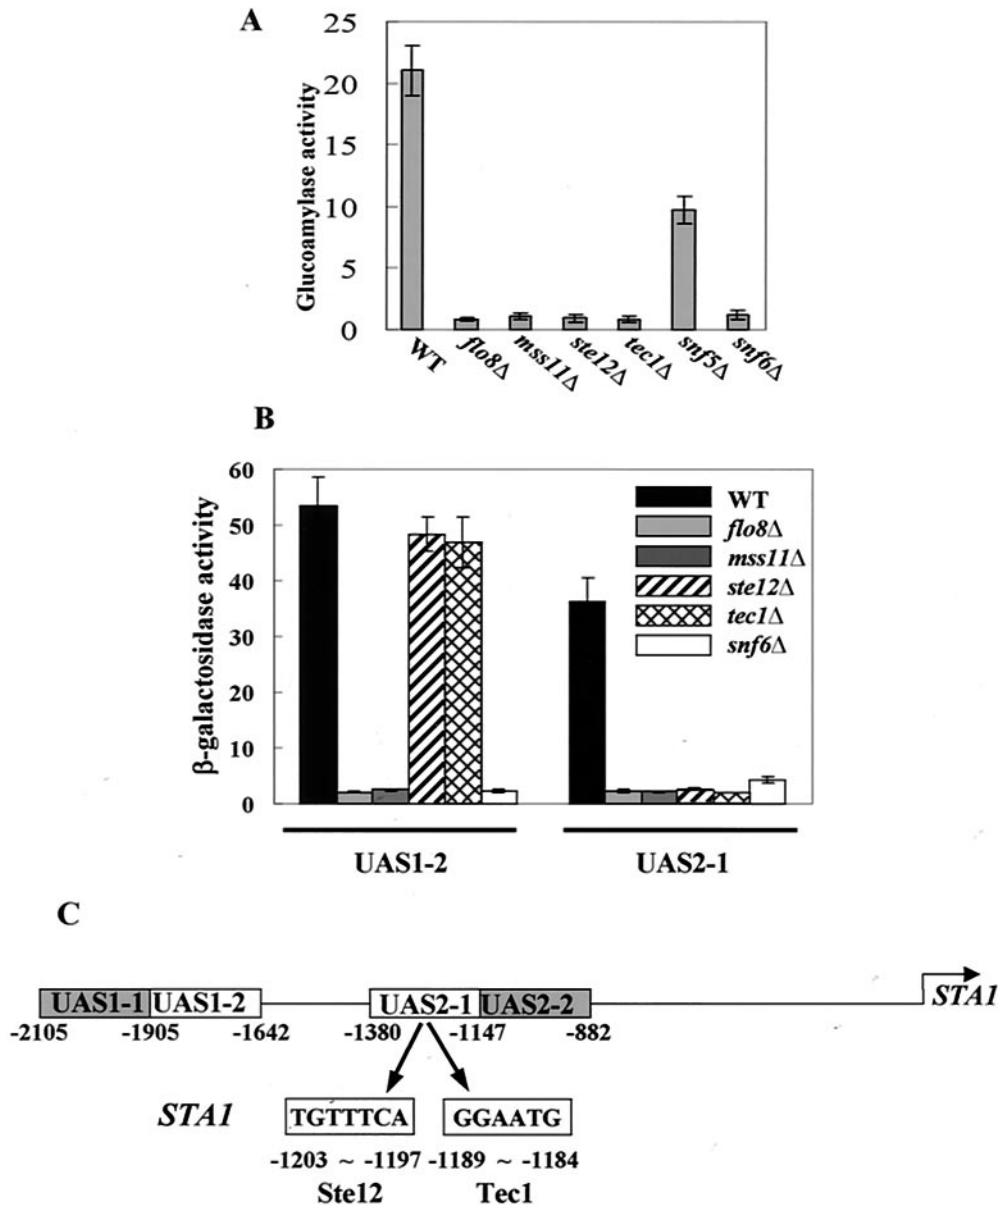 A
Glucoamylase activity
25
20
15
10
5
0
WT
flo8Δ
mss11Δ
ste12Δ
tec1Δ
snf5Δ
snf6Δ
B
β-galactosidase activity
60
50
40
30
20
10
0
WT
flo8Δ
mss11Δ
ste12Δ
tec1Δ
snf6Δ
UAS1-2 UAS2-1
C
UAS1-1 UAS1-2 UAS2-1 UAS2-2 STA1
-2105 -1905 -1642 -1380 -1147 -882
STA1 TGTTTCA GGAATG
-1203 ~ -1197 -1189 ~ -1184
Ste12 Tec1